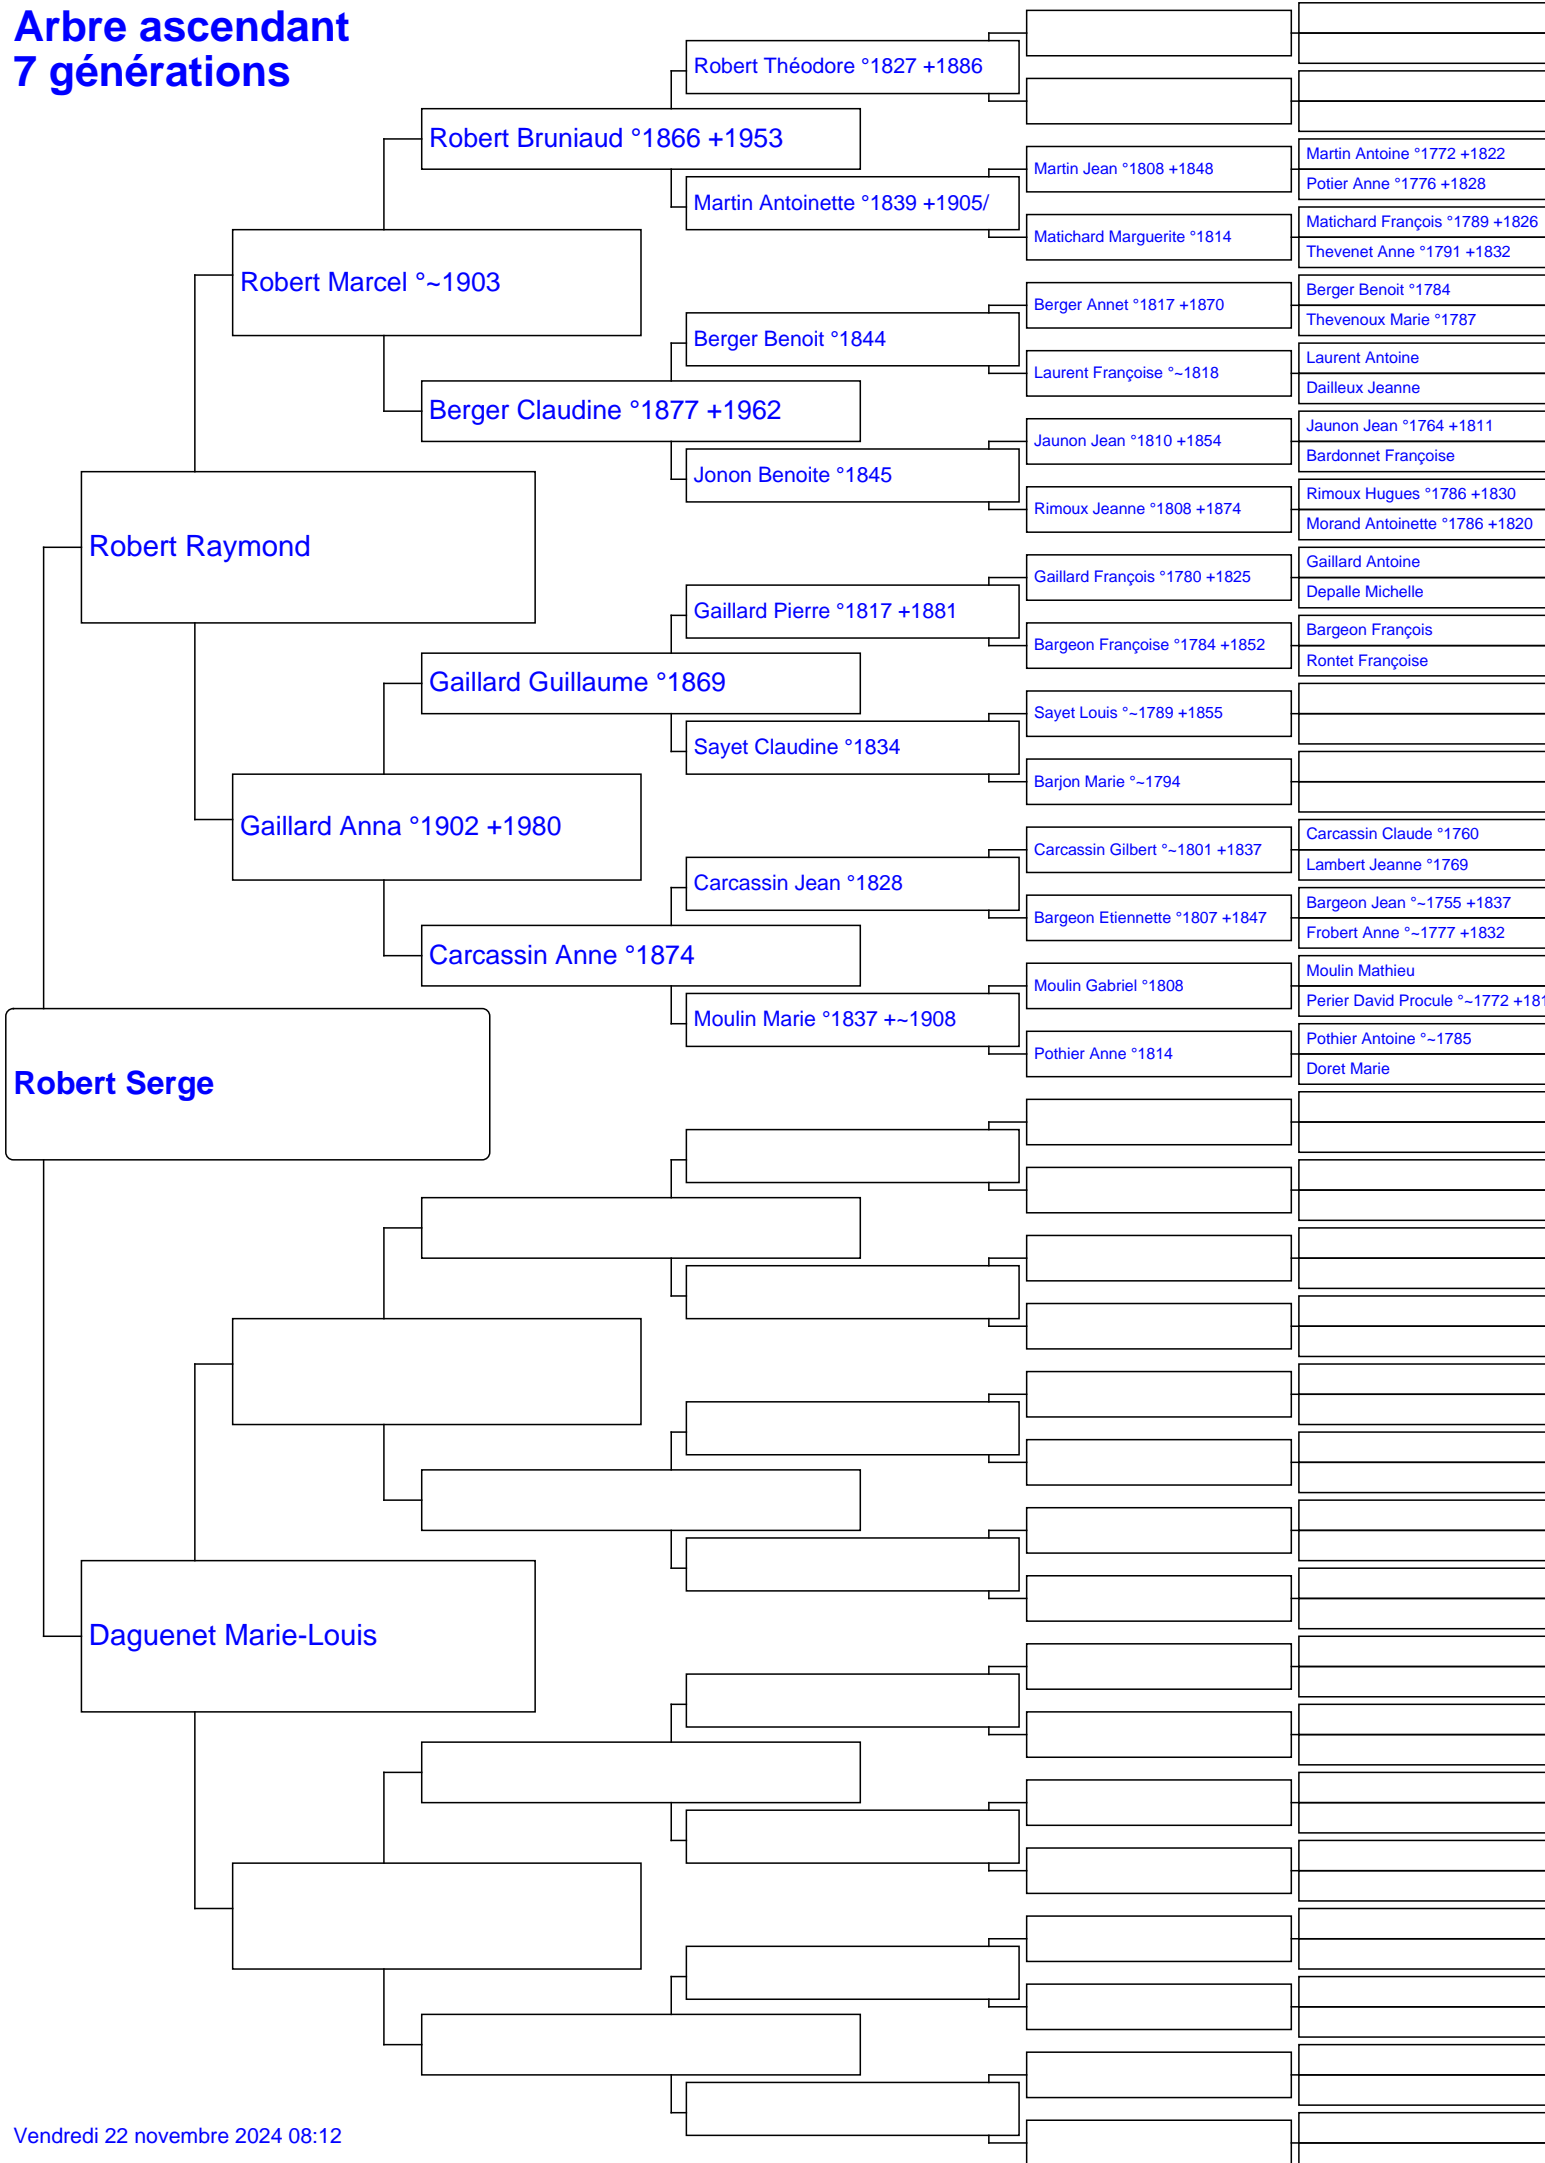 Arbre ascendant
7 générations
Robert Théodore °1827 +1886
Robert Bruniaud °1866 +1953
Martin Antoine °1772 +1822
Martin Jean °1808 +1848
Potier Anne °1776 +1828
Martin Antoinette °1839 +1905/
Matichard François °1789 +1826
Matichard Marguerite °1814
Thevenet Anne °1791 +1832
Robert Marcel °~1903
Berger Benoit °1784
Berger Annet °1817 +1870
Thevenoux Marie °1787
Berger Benoit °1844
Laurent Antoine
Laurent Françoise °~1818
Dailleux Jeanne
Berger Claudine °1877 +1962
Jaunon Jean °1764 +1811
Jaunon Jean °1810 +1854
Bardonnet Françoise
Jonon Benoite °1845
Rimoux Hugues °1786 +1830
Rimoux Jeanne °1808 +1874
Morand Antoinette °1786 +1820
Robert Raymond
Gaillard Antoine
Gaillard François °1780 +1825
Depalle Michelle
Gaillard Pierre °1817 +1881
Bargeon François
Bargeon Françoise °1784 +1852
Rontet Françoise
Gaillard Guillaume °1869
Sayet Louis °~1789 +1855
Sayet Claudine °1834
Barjon Marie °~1794
Gaillard Anna °1902 +1980
Carcassin Claude °1760
Carcassin Gilbert °~1801 +1837
Lambert Jeanne °1769
Carcassin Jean °1828
Bargeon Jean °~1755 +1837
Bargeon Etiennette °1807 +1847
Frobert Anne °~1777 +1832
Carcassin Anne °1874
Moulin Mathieu
Moulin Gabriel °1808
Perier David Procule °~1772 +181
Moulin Marie °1837 +~1908
Pothier Antoine °~1785
Pothier Anne °1814
Doret Marie
Robert Serge
Daguenet Marie-Louis
Vendredi 22 novembre 2024 08:12